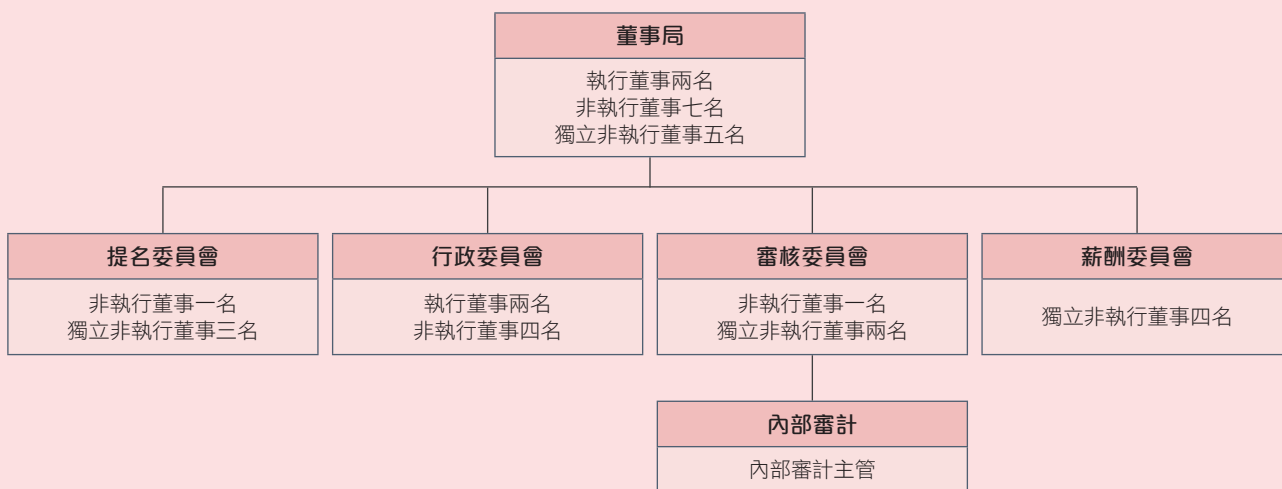 董事局
執行董事兩名
非執行董事七名
獨立非執行董事五名
提名委員會
非執行董事一名
獨立非執行董事三名
行政委員會
執行董事兩名
非執行董事四名
審核委員會
非執行董事一名
獨立非執行董事兩名
薪酬委員會
獨立非執行董事四名
內部審計
內部審計主管